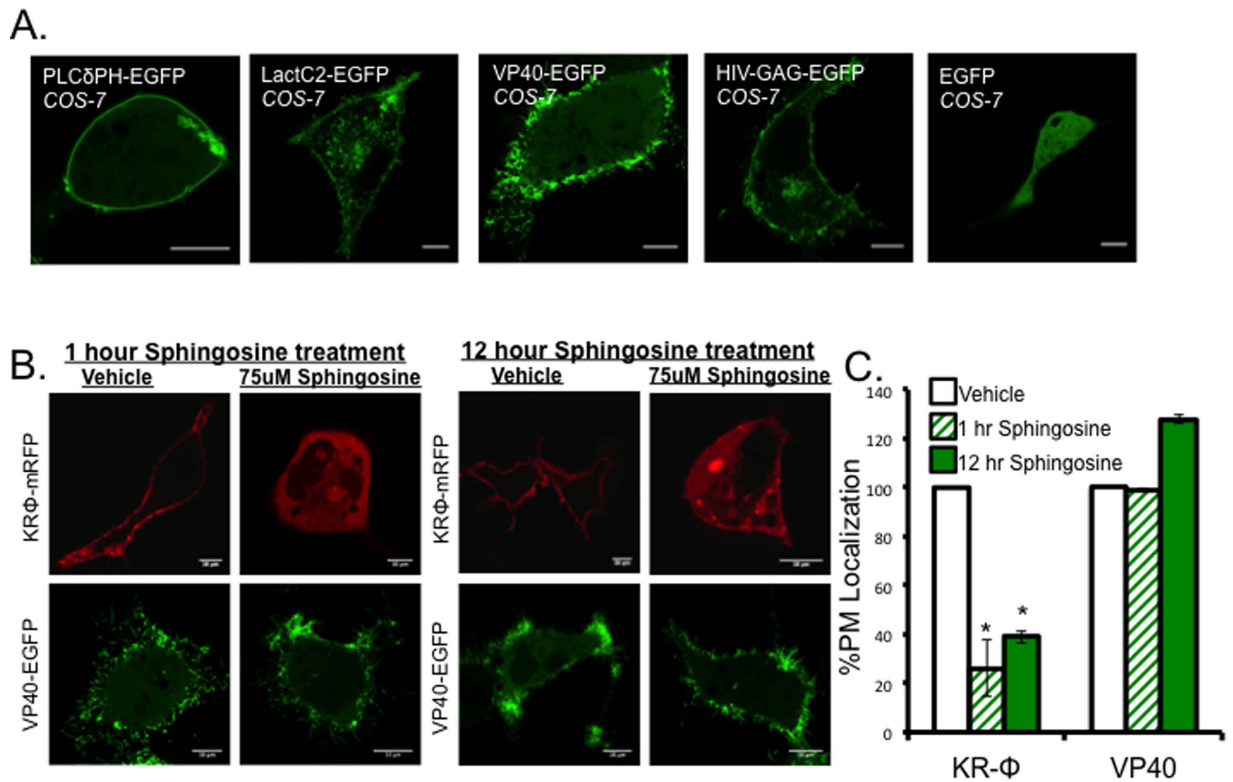 A.
PLCδPH-EGFP
COS-7
LactC2-EGFP
COS-7
VP40-EGFP
COS-7
HIV-GAG-EGFP
COS-7
EGFP
COS-7
B.
1 hour Sphingosine treatment
Vehicle
75uM Sphingosine
12 hour Sphingosine treatment
Vehicle
75uM Sphingosine
KRΦ-mRFP
KRΦ-mRFP
VP40-EGFP
VP40-EGFP
C.
%PM Localization
140
120
100
80
60
40
20
0
Vehicle
1 hr Sphingosine
12 hr Sphingosine
*
*
KR-Φ
VP40